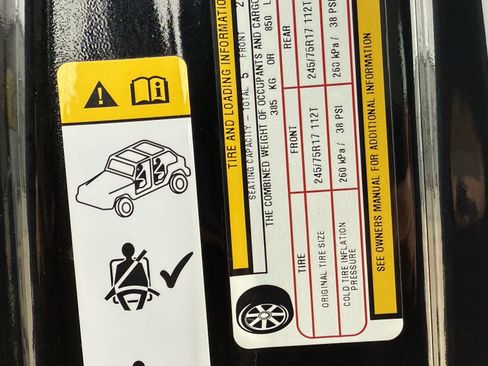 TIRE AND LOADING INFORMATION
SEATING CAPACITY – TOTAL 5 FRONT 2
THE COMBINED WEIGHT OF OCCUPANTS AND CARGO
385 KG OR 850 L
TIRE FRONT REAR
ORIGINAL TIRE SIZE 245/75R17 112T 245/75R17 112T
COLD TIRE INFLATION
PRESSURE 260 kPa / 38 PSI 260 kPa / 38 PSI
SEE OWNERS MANUAL FOR ADDITIONAL INFORMATION